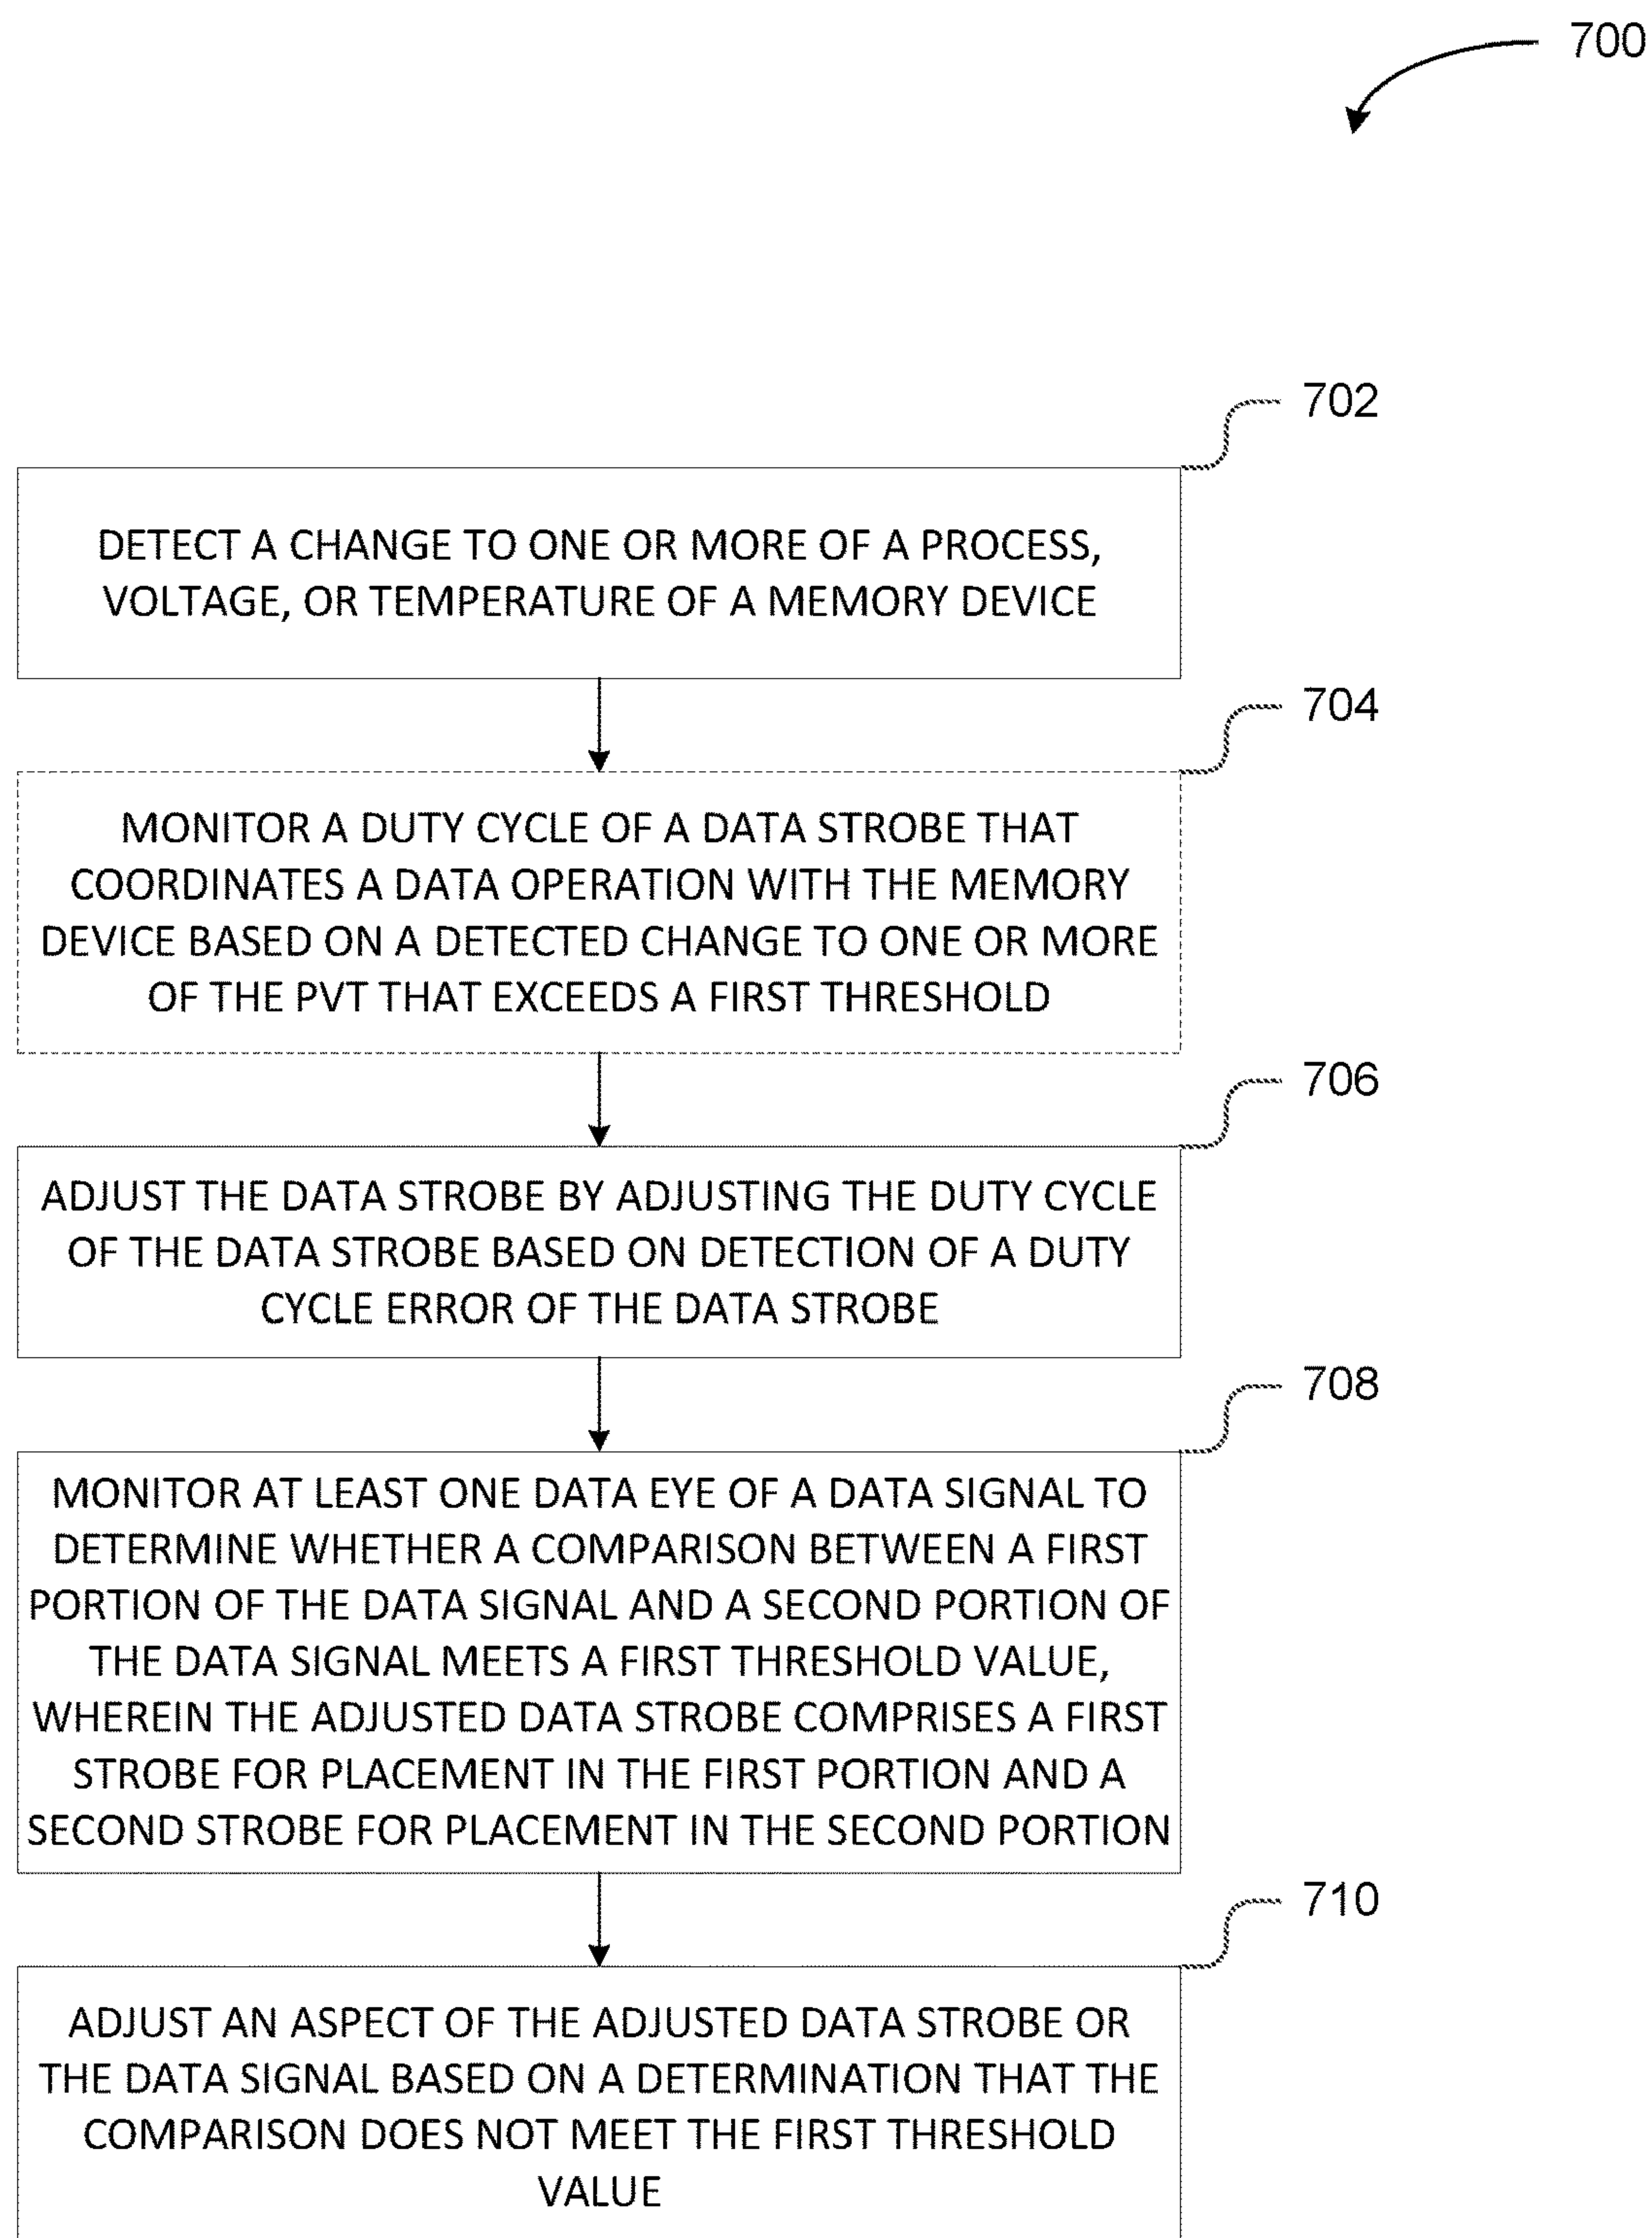 700
702
DETECT A CHANGE TO ONE OR MORE OF A PROCESS,
VOLTAGE, OR TEMPERATURE OF A MEMORY DEVICE
704
MONITOR A DUTY CYCLE OF A DATA STROBE THAT
COORDINATES A DATA OPERATION WITH THE MEMORY
DEVICE BASED ON A DETECTED CHANGE TO ONE OR MORE
OF THE PVT THAT EXCEEDS A FIRST THRESHOLD
706
ADJUST THE DATA STROBE BY ADJUSTING THE DUTY CYCLE
OF THE DATA STROBE BASED ON DETECTION OF A DUTY
CYCLE ERROR OF THE DATA STROBE
708
MONITOR AT LEAST ONE DATA EYE OF A DATA SIGNAL TO
DETERMINE WHETHER A COMPARISON BETWEEN A FIRST
PORTION OF THE DATA SIGNAL AND A SECOND PORTION OF
THE DATA SIGNAL MEETS A FIRST THRESHOLD VALUE,
WHEREIN THE ADJUSTED DATA STROBE COMPRISES A FIRST
STROBE FOR PLACEMENT IN THE FIRST PORTION AND A
SECOND STROBE FOR PLACEMENT IN THE SECOND PORTION
710
ADJUST AN ASPECT OF THE ADJUSTED DATA STROBE OR
THE DATA SIGNAL BASED ON A DETERMINATION THAT THE
COMPARISON DOES NOT MEET THE FIRST THRESHOLD
VALUE